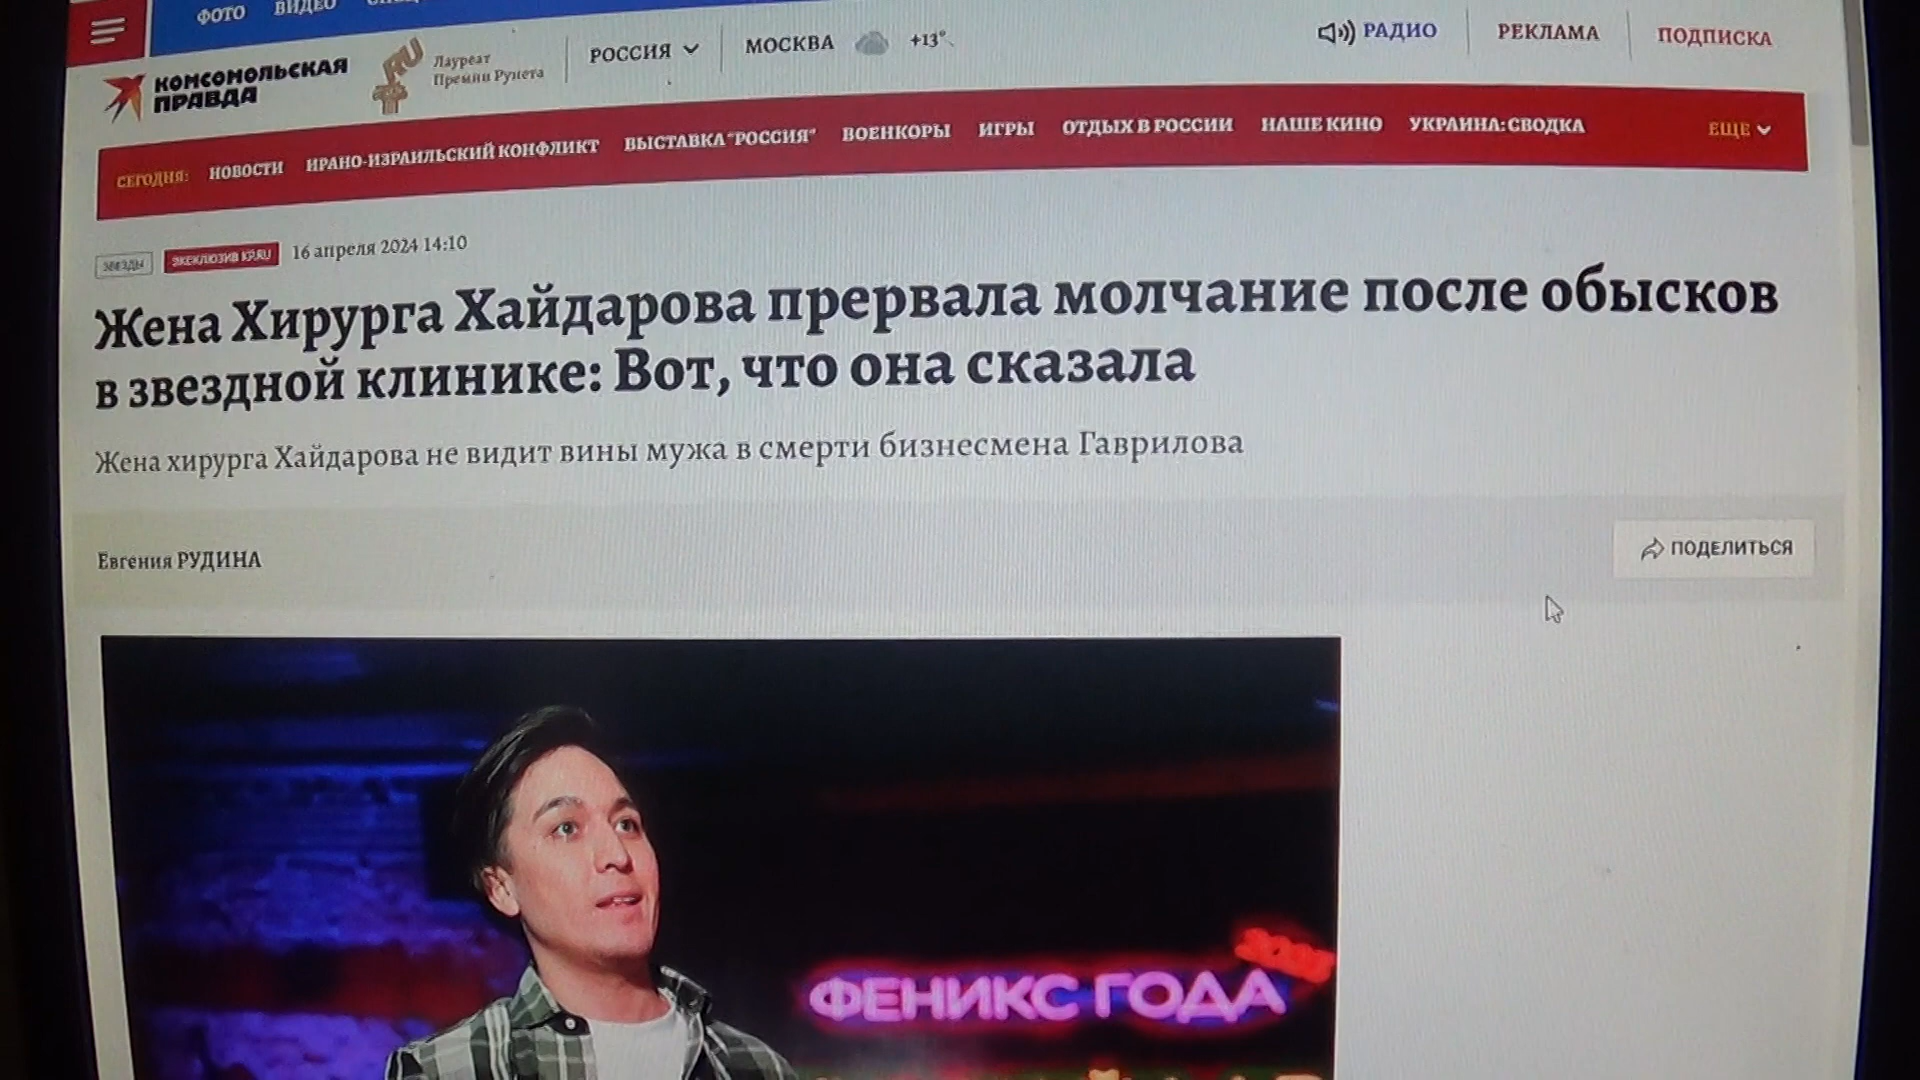 ФОТО ВИДЕО
КОМСОМОЛЬСКАЯ
ПРАВДА
.RU
Лауреат
Премии Рунета
РОССИЯ
МОСКВА
+13°
РАДИО
РЕКЛАМА
ПОДПИСКА
СЕГОДНЯ: НОВОСТИ ИРАНО-ИЗРАИЛЬСКИЙ КОНФЛИКТ ВЫСТАВКА "РОССИЯ" ВОЕНКОРЫ ИГРЫ ОТДЫХ В РОССИИ НАШЕ КИНО УКРАИНА: СВОДКА ЕЩЕ
ЗВЕЗДЫ ЭКСКЛЮЗИВ KP.RU 16 апреля 2024 14:10
Жена Хирурга Хайдарова прервала молчание после обысков
в звездной клинике: Вот, что она сказала
Жена хирурга Хайдарова не видит вины мужа в смерти бизнесмена Гаврилова
Евгения РУДИНА
ПОДЕЛИТЬСЯ
ФЕНИКС ГОДА